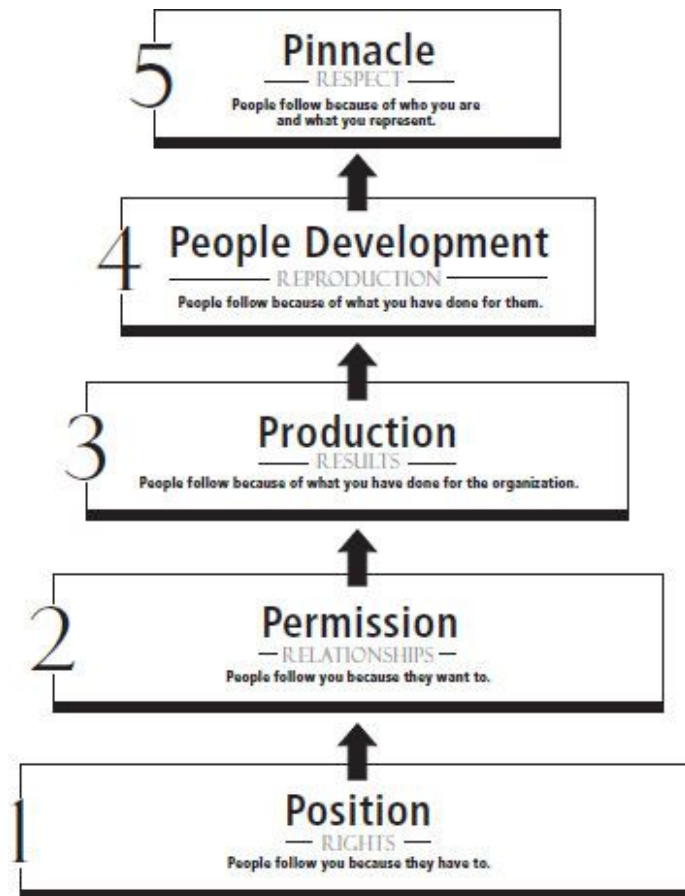 5
Pinnacle
RESPECT
People follow because of who you are
and what you represent.
4
People Development
REPRODUCTION
People follow because of what you have done for them.
3
Production
RESULTS
People follow because of what you have done for the organization.
2
Permission
RELATIONSHIPS
People follow you because they want to.
1
Position
RIGHTS
People follow you because they have to.